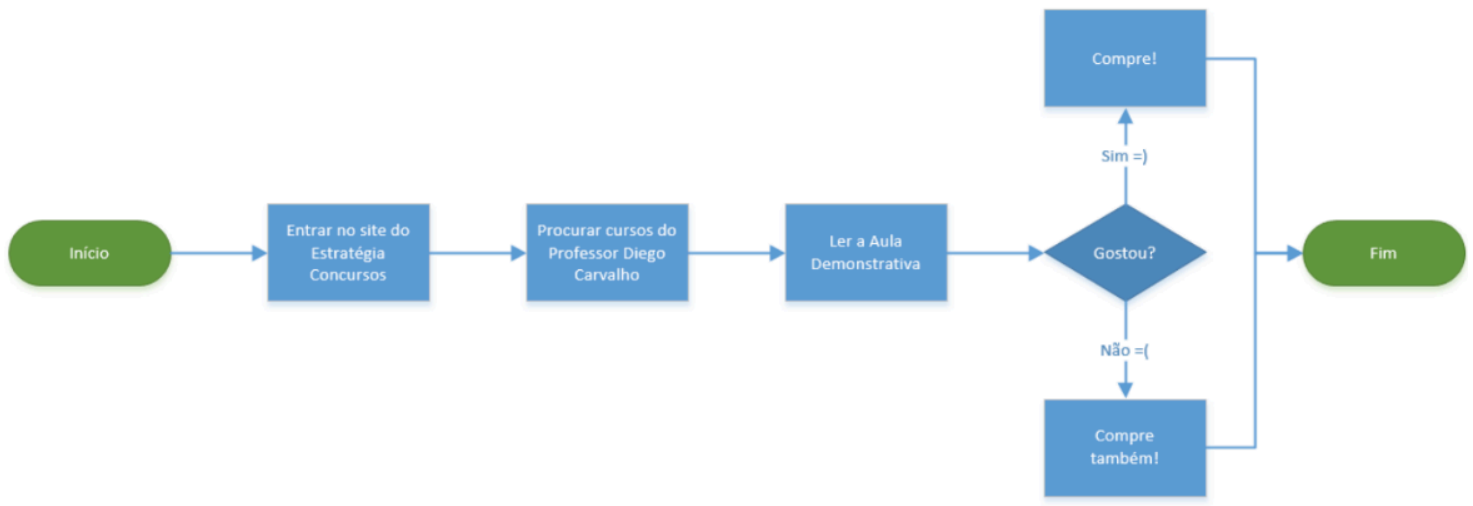 Início
Entrar no site do
Estratégia
Concursos
Procurar cursos do
Professor Diego
Carvalho
Ler a Aula
Demonstrativa
Gostou?
Sim =)
Compre!
Não =(
Compre
também!
Fim